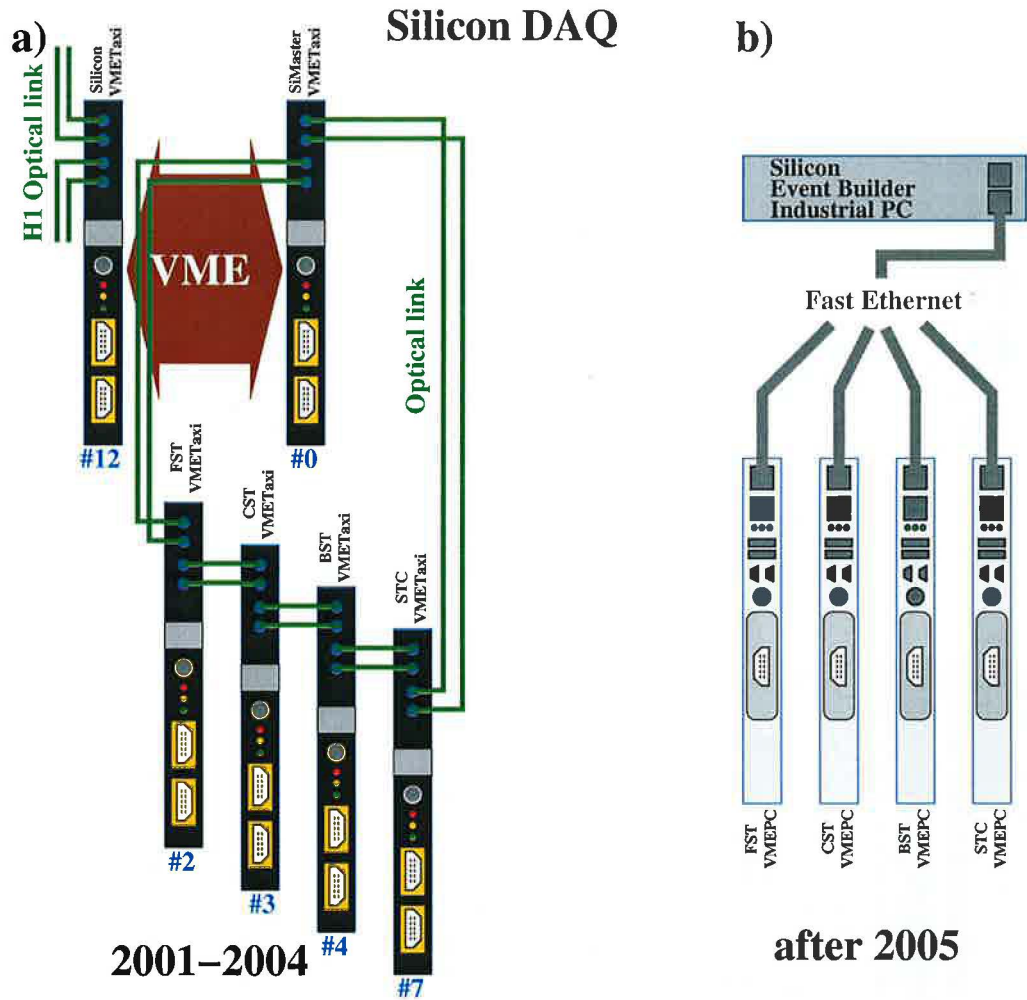 Silicon DAQ
a)
Silicon
VMETaxi
SiMaster
VMETaxi
H1 Optical link
VME
Optical link
#12
#0
FST
VMETaxi
CST
VMETaxi
BST
VMETaxi
STC
VMETaxi
#2
#3
#4
#7
2001–2004
b)
Silicon
Event Builder
Industrial PC
Fast Ethernet
FST
VMEPC
CST
VMEPC
BST
VMEPC
STC
VMEPC
after 2005